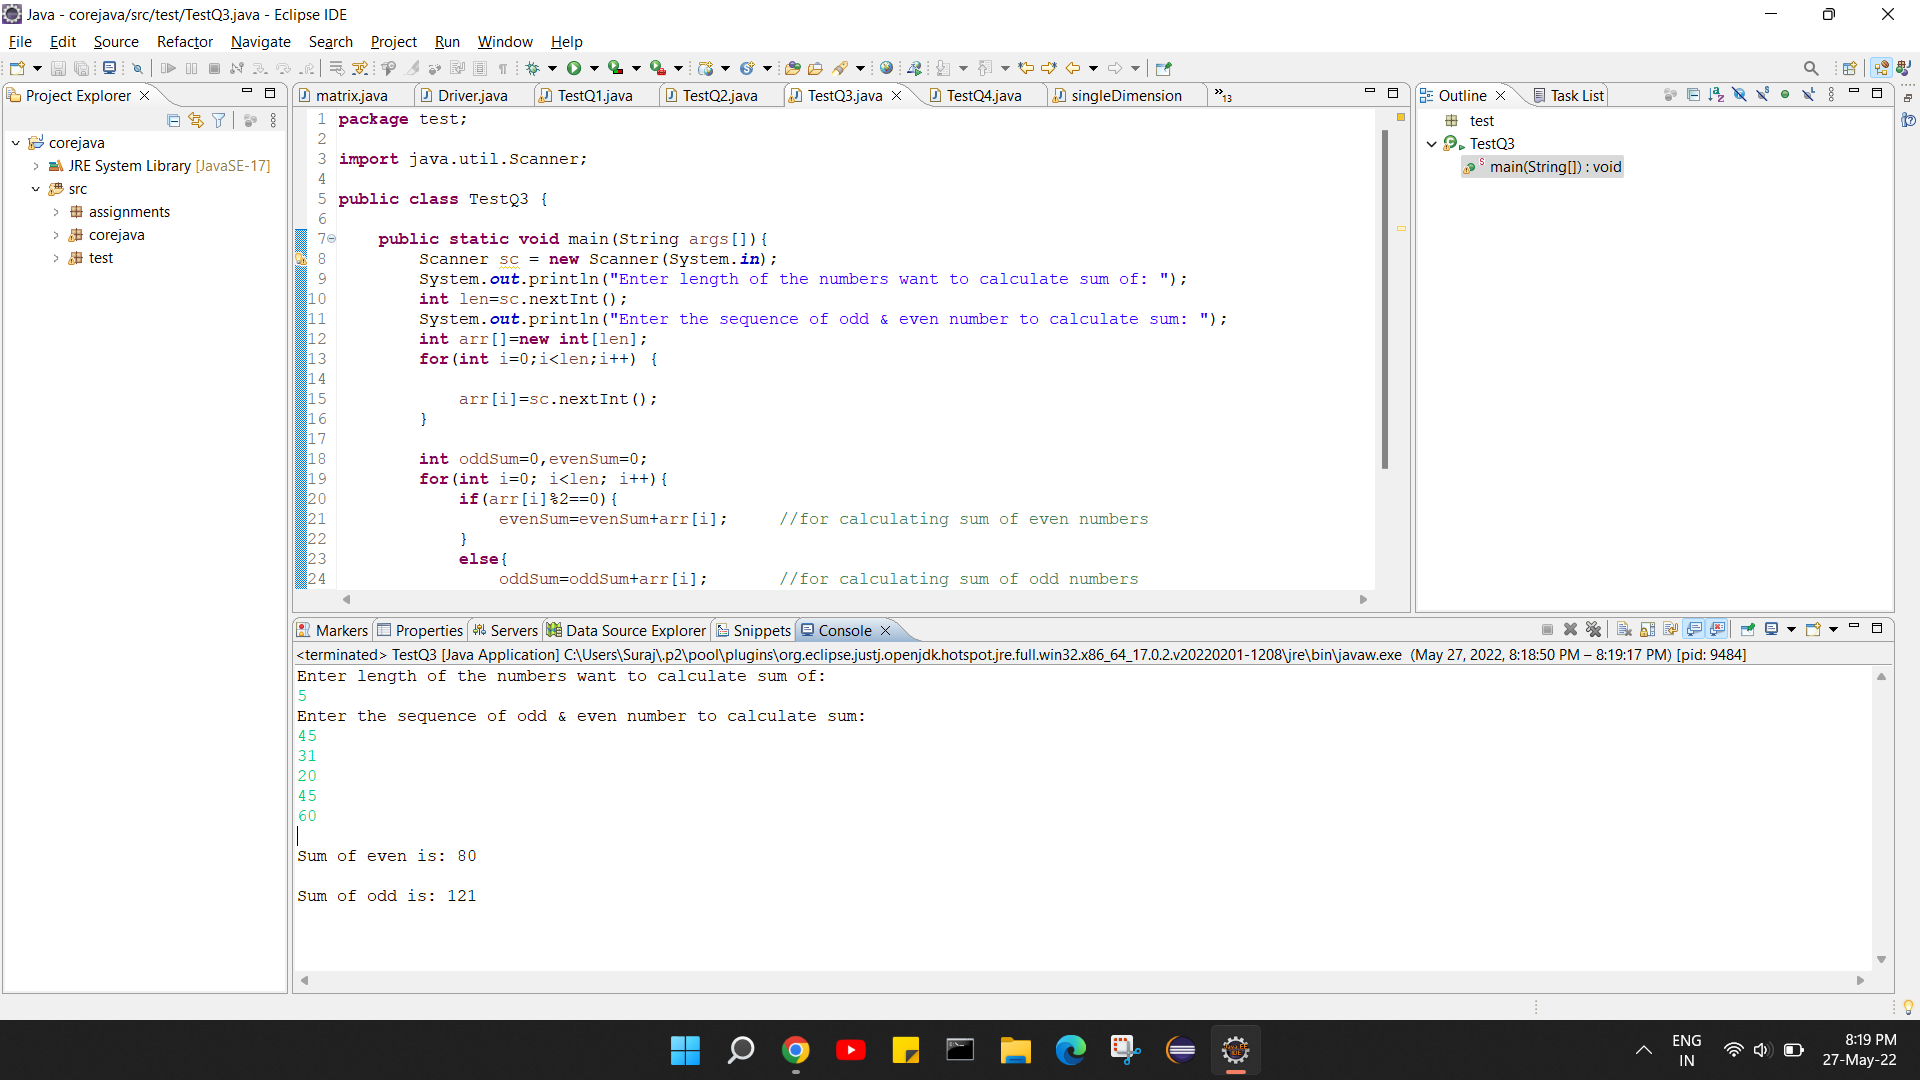 Java - corejava/src/test/TestQ3.java - Eclipse IDE
File Edit Source Refactor Navigate Search Project Run Window Help
Project Explorer
corejava
JRE System Library [JavaSE-17]
src
assignments
corejava
test
matrix.java Driver.java TestQ1.java TestQ2.java TestQ3.java TestQ4.java singleDimension »13
1 package test;
2
3 import java.util.Scanner;
4
5 public class TestQ3 {
6
7 public static void main(String args[]){
8 Scanner sc = new Scanner(System.in);
9 System.out.println("Enter length of the numbers want to calculate sum of: ");
10 int len=sc.nextInt();
11 System.out.println("Enter the sequence of odd & even number to calculate sum: ");
12 int arr[]=new int[len];
13 for(int i=0;i<len;i++) {
14
15 arr[i]=sc.nextInt();
16 }
17
18 int oddSum=0,evenSum=0;
19 for(int i=0; i<len; i++){
20 if(arr[i]%2==0){
21 evenSum=evenSum+arr[i]; //for calculating sum of even numbers
22 }
23 else{
24 oddSum=oddSum+arr[i]; //for calculating sum of odd numbers
Outline Task List
test
TestQ3
main(String[]) : void
Markers Properties Servers Data Source Explorer Snippets Console
<terminated> TestQ3 [Java Application] C:\Users\Suraj\.p2\pool\plugins\org.eclipse.justj.openjdk.hotspot.jre.full.win32.x86_64_17.0.2.v20220201-1208\jre\bin\javaw.exe (May 27, 2022, 8:18:50 PM – 8:19:17 PM) [pid: 9484]
Enter length of the numbers want to calculate sum of:
5
Enter the sequence of odd & even number to calculate sum:
45
31
20
45
60
Sum of even is: 80
Sum of odd is: 121
ENG
IN
8:19 PM
27-May-22